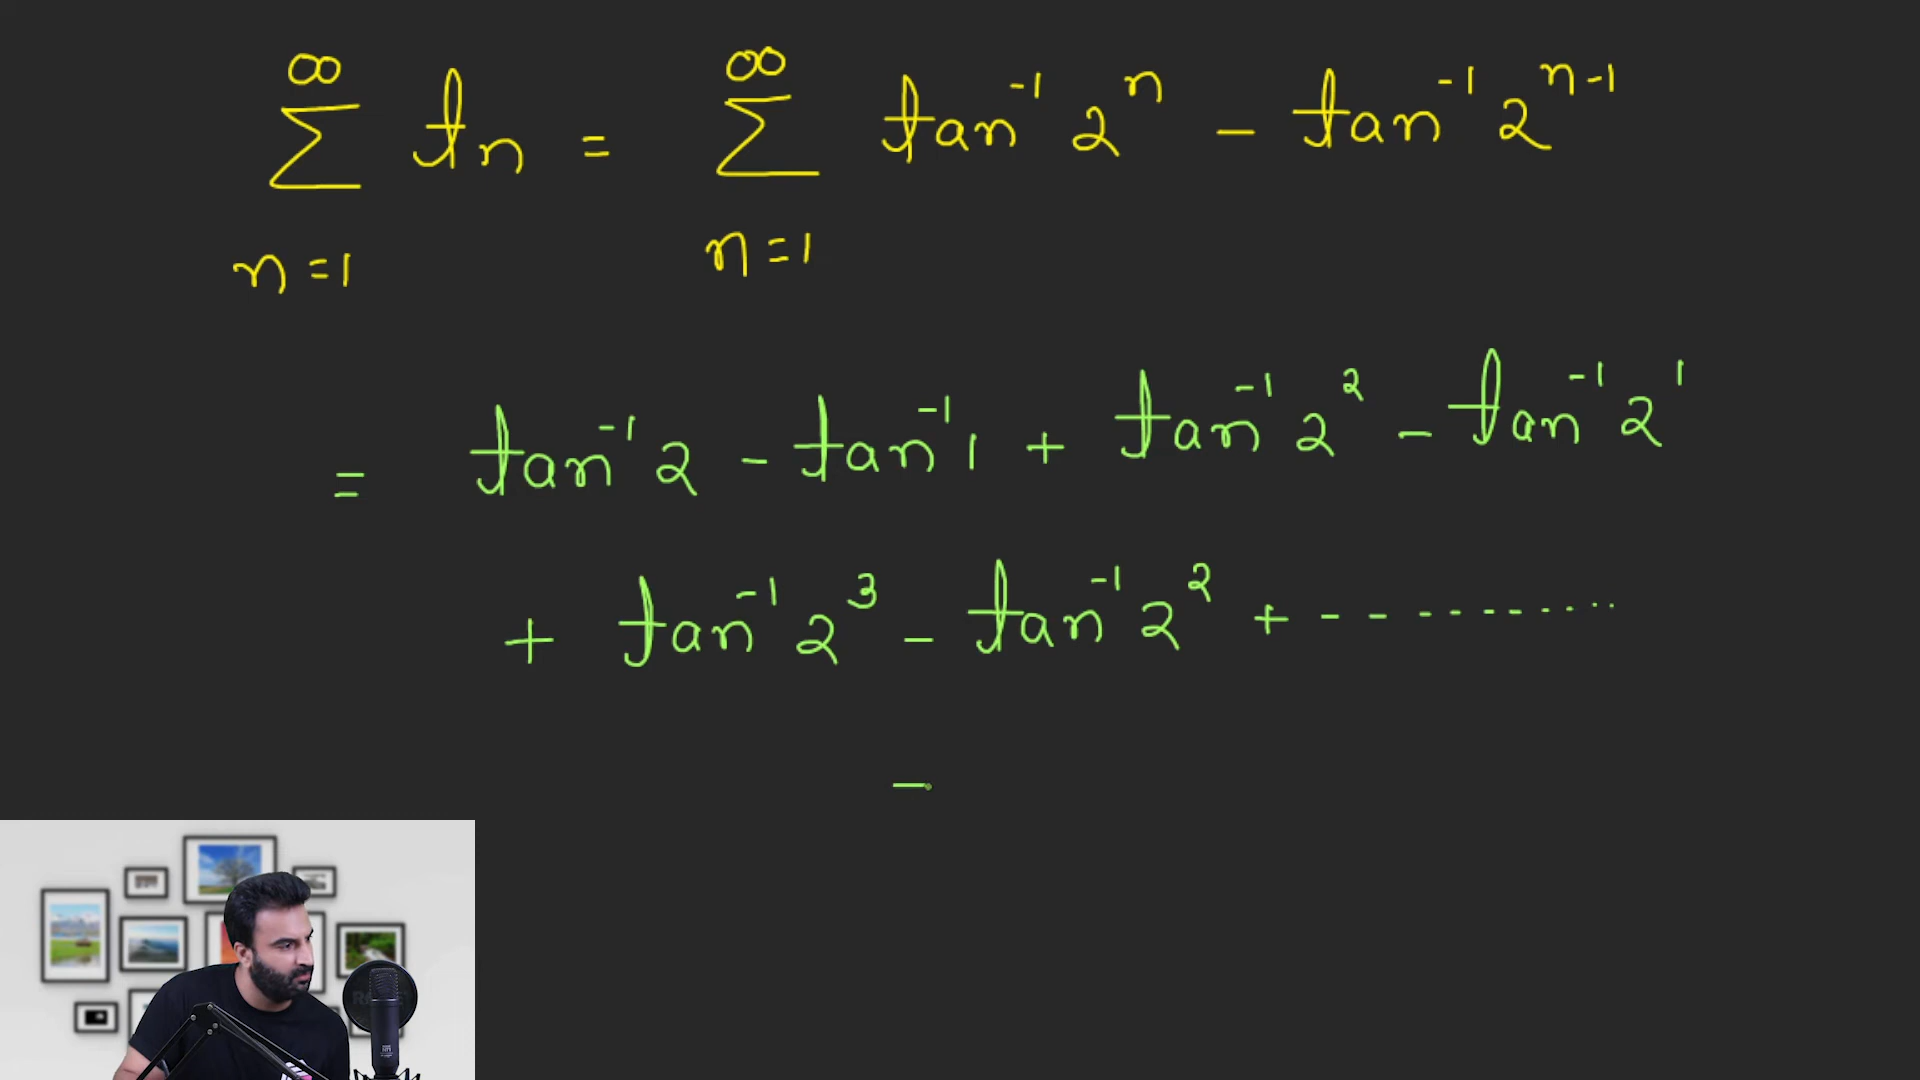 ∞ ∞
Σ tn = Σ tan⁻¹ 2ⁿ − tan⁻¹ 2ⁿ⁻¹
n=1 n=1
= tan⁻¹ 2 − tan⁻¹ 1 + tan⁻¹ 2² − tan⁻¹ 2¹
+ tan⁻¹ 2³ − tan⁻¹ 2² + - - - - - - ....
−